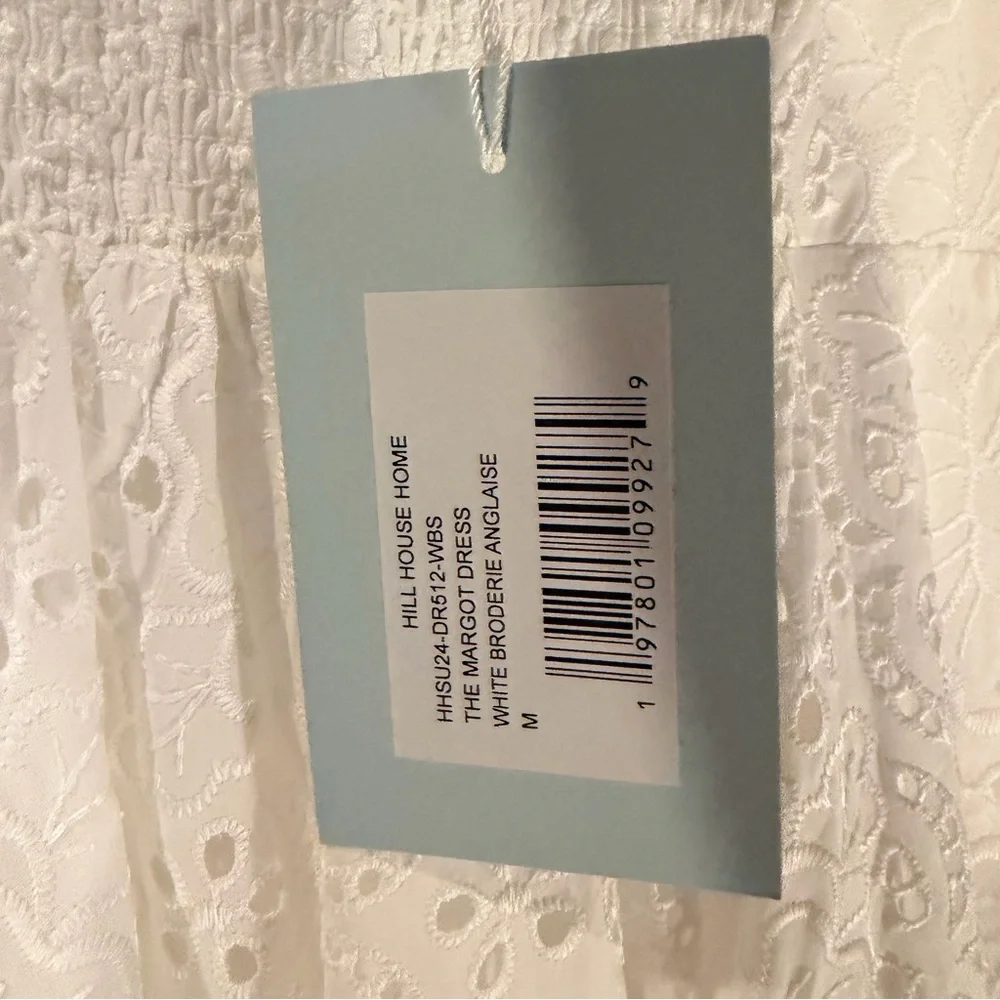 HILL HOUSE HOME
HHSU24-DR512-WBS
THE MARGOT DRESS
WHITE BRODERIE ANGLAISE
M
1 97801 09927 9